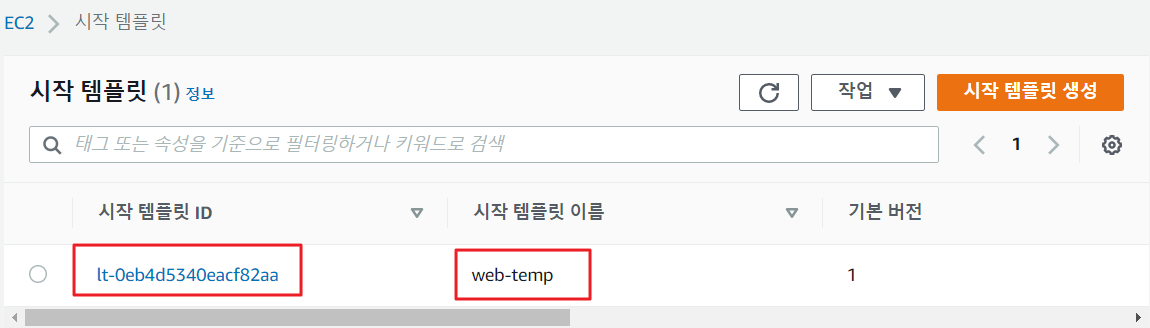 EC2 > 시작 템플릿
시작 템플릿 (1) 정보
작업
시작 템플릿 생성
태그 또는 속성을 기준으로 필터링하거나 키워드로 검색
1
시작 템플릿 ID 시작 템플릿 이름 기본 버전
lt-0eb4d5340eacf82aa web-temp 1